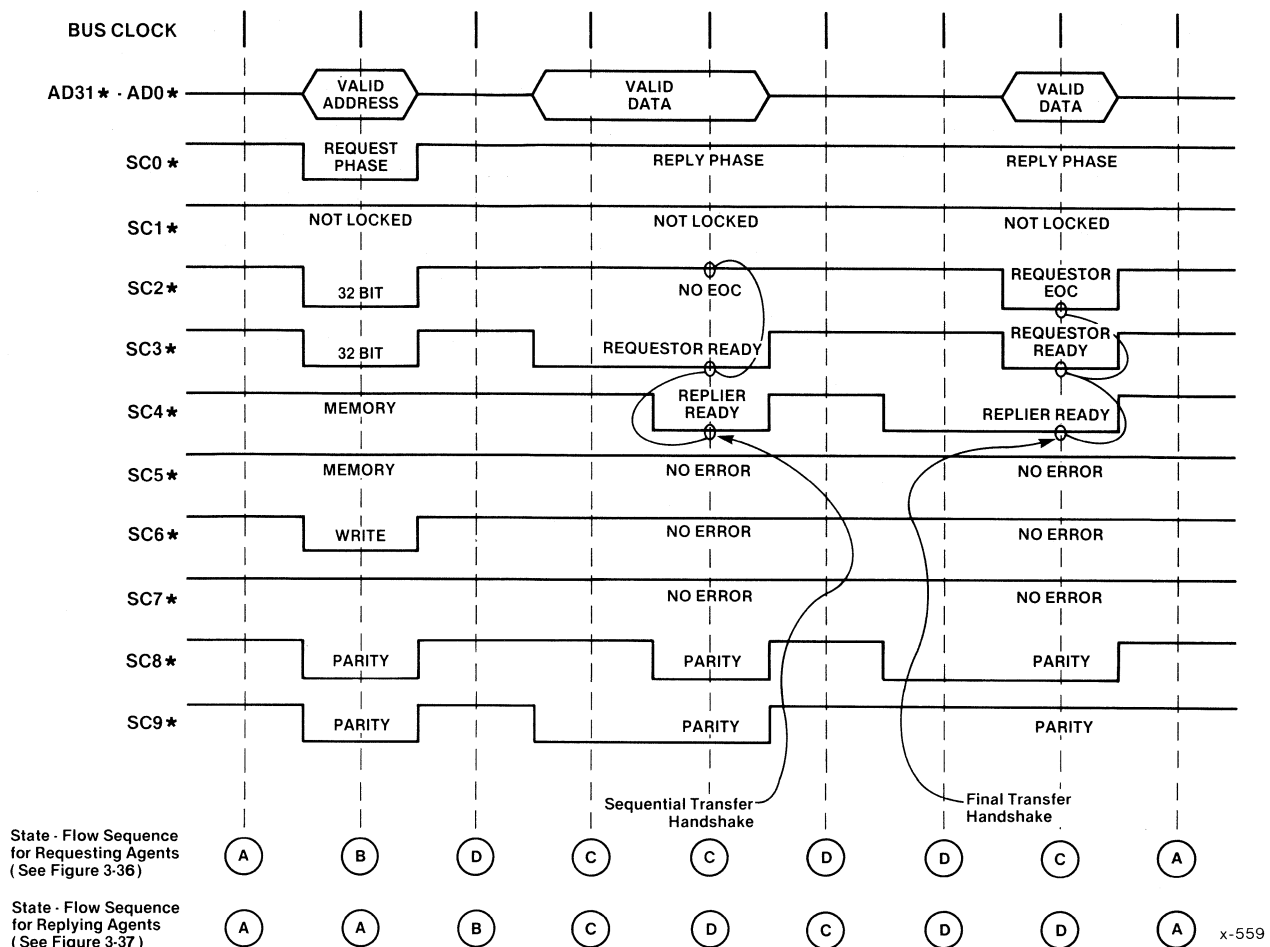 BUS CLOCK
AD31* - AD0*
VALID
ADDRESS
VALID
DATA
VALID
DATA
SC0*
REQUEST
PHASE
REPLY PHASE
REPLY PHASE
SC1*
NOT LOCKED
NOT LOCKED
NOT LOCKED
SC2*
32 BIT
NO EOC
REQUESTOR
EOC
SC3*
32 BIT
REQUESTOR READY
REQUESTOR
READY
SC4*
MEMORY
REPLIER
READY
REPLIER READY
SC5*
MEMORY
NO ERROR
NO ERROR
SC6*
WRITE
NO ERROR
NO ERROR
SC7*
NO ERROR
NO ERROR
SC8*
PARITY
PARITY
PARITY
SC9*
PARITY
PARITY
PARITY
Sequential Transfer
Handshake
Final Transfer
Handshake
State - Flow Sequence
for Requesting Agents
(See Figure 3-36)
A B D C C D D C A
State - Flow Sequence
for Replying Agents
(See Figure 3-37)
A A B C D C D D A
x-559